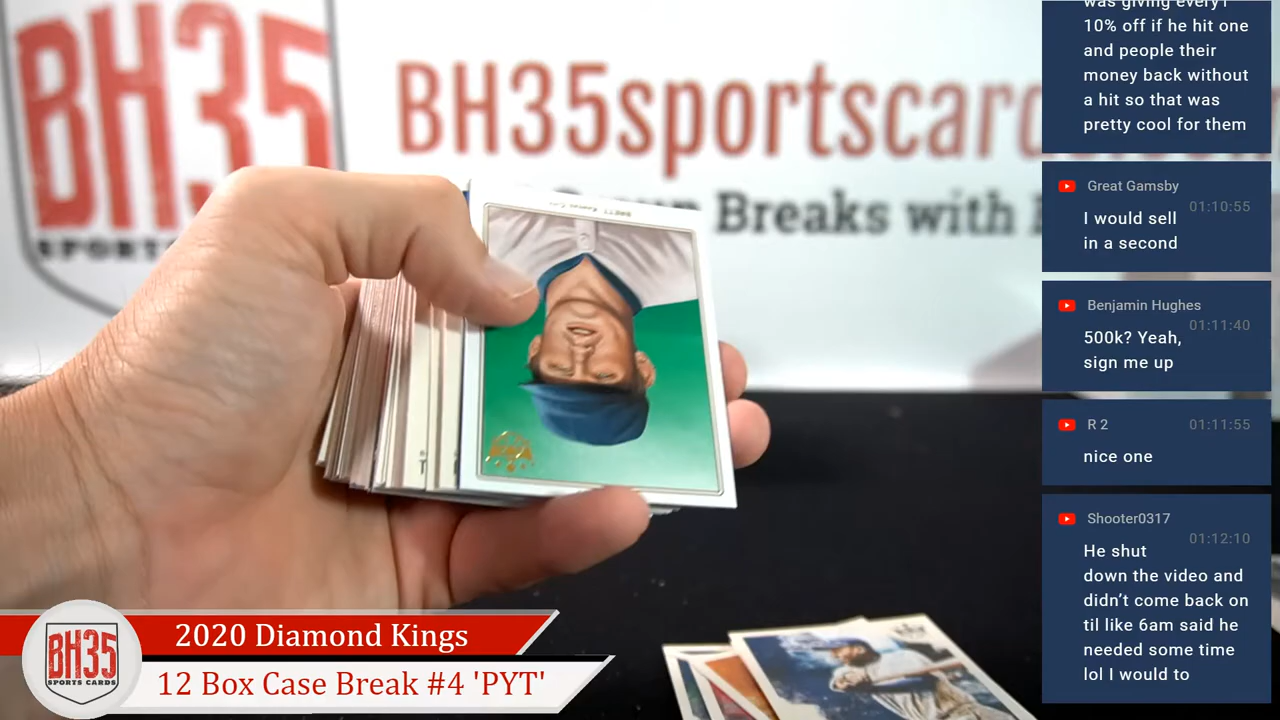 BH35
SPORTS
BH35sportscard
Breaks with
BRETT
was giving every1
10% off if he hit one
and people their
money back without
a hit so that was
pretty cool for them
Great Gamsby
01:10:55
I would sell
in a second
Benjamin Hughes
01:11:40
500k? Yeah,
sign me up
R 2
01:11:55
nice one
Shooter0317
01:12:10
He shut
down the video and
didn't come back on
til like 6am said he
needed some time
lol I would to
BH35
SPORTS CARDS
2020 Diamond Kings
12 Box Case Break #4 'PYT'